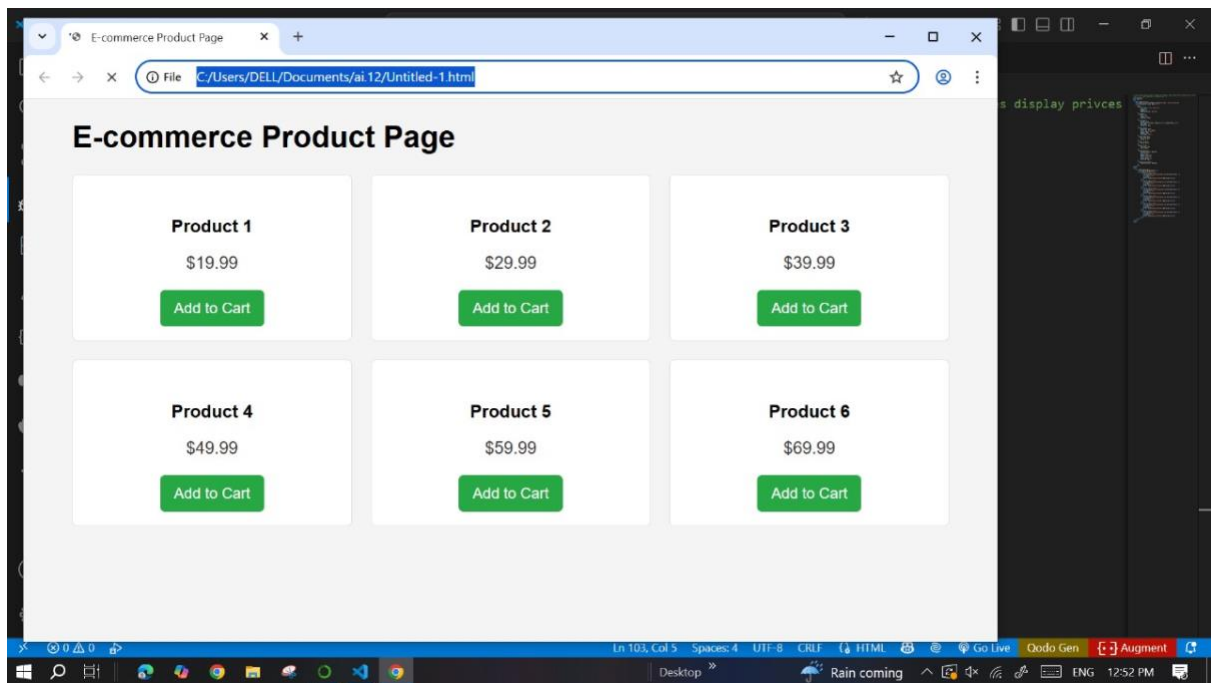 E-commerce Product Page
File C:/Users/DELL/Documents/ai.12/Untitled-1.html
s display privces
E-commerce Product Page
Product 1 Product 2 Product 3
$19.99 $29.99 $39.99
Add to Cart Add to Cart Add to Cart
Product 4 Product 5 Product 6
$49.99 $59.99 $69.99
Add to Cart Add to Cart Add to Cart
0 0 Ln 103, Col 5 Spaces: 4 UTF-8 CRLF HTML Go Live Qodo Gen Augment
Desktop Rain coming ENG 12:52 PM